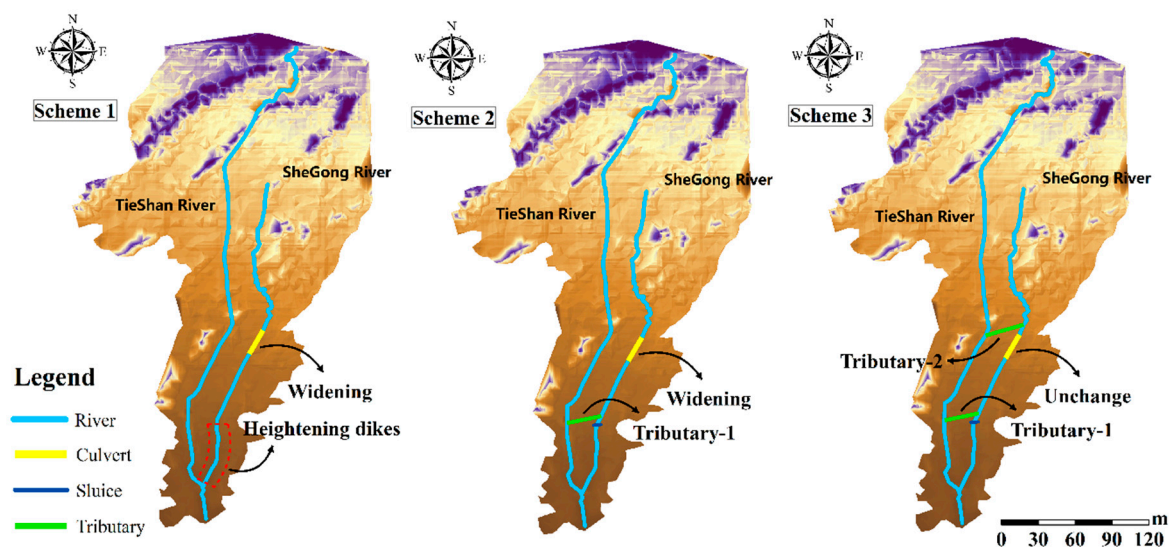 N
W E
S
Scheme 1
SheGong River
TieShan River
Widening
Heightening dikes
Legend
River
Culvert
Sluice
Tributary
N
W E
S
Scheme 2
SheGong River
TieShan River
Widening
Tributary-1
N
W E
S
Scheme 3
SheGong River
TieShan River
Tributary-2
Unchange
Tributary-1
m
0 30 60 90 120